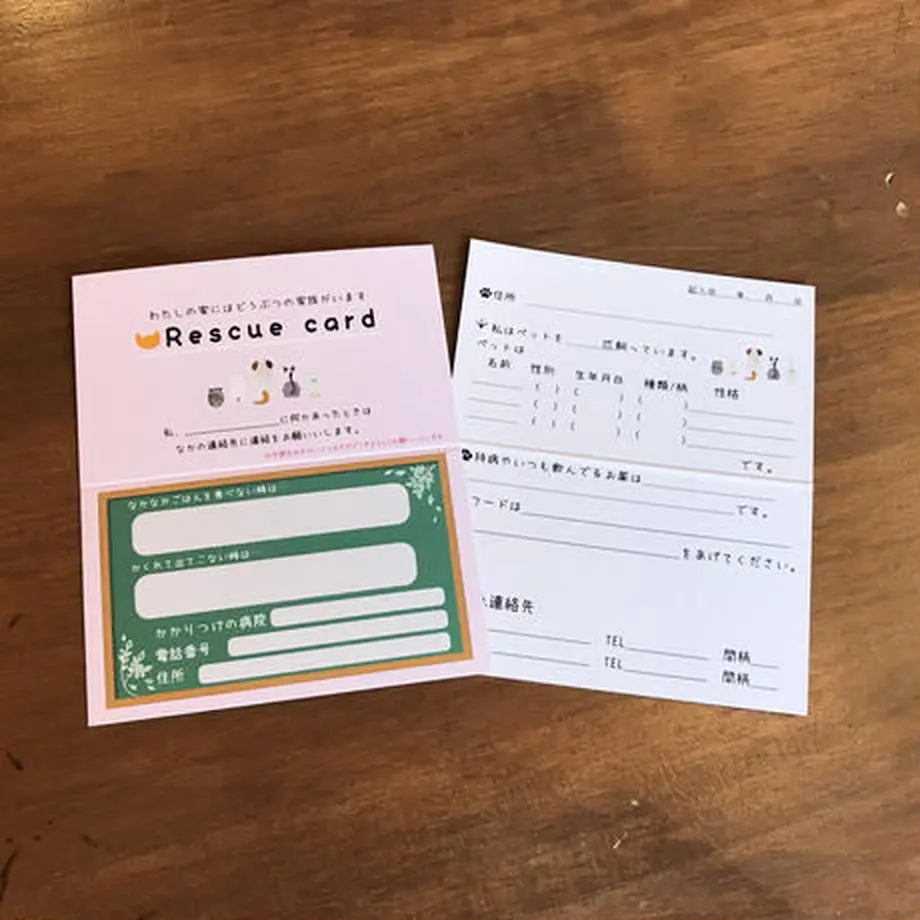 わたしの家にはどうぶつの家族がいます
Rescue card
私、に何かあったときは
なかの連絡先に連絡をお願いいします。
なかなかごはんを食べない時は…
かくれて出てこない時は…
かかりつけの病院
電話番号
住所
記入日 年 月 日
住所
私はペットを 匹飼っています。
ペットは
名前 性別 生年月日 種類/柄 性格
( ) ( ) ( )
( ) ( ) ( )
( ) ( ) ( )
です。
持病やいつも飲んでるお薬は
です。
フードは
をあげてください。
連絡先
TEL 間柄
TEL 間柄